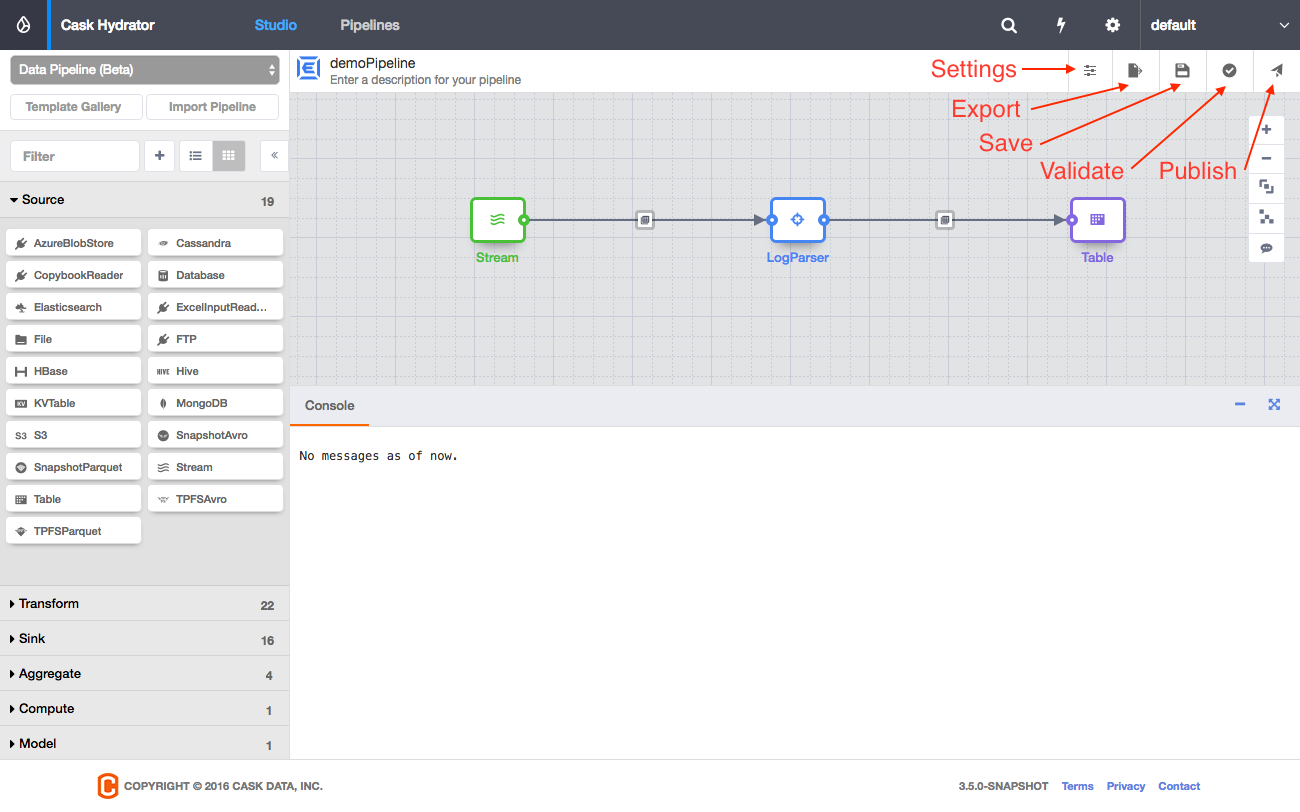 Cask Hydrator
Studio
Pipelines
default
Data Pipeline (Beta)
Template Gallery
Import Pipeline
Filter
Source
19
AzureBlobStore
Cassandra
CopybookReader
Database
Elasticsearch
ExcelInputRead...
File
FTP
HBase
HIVE Hive
KV KVTable
MongoDB
S3 S3
SnapshotAvro
SnapshotParquet
Stream
Table
TPFSAvro
TPFSParquet
Transform
22
Sink
16
Aggregate
4
Compute
1
Model
1
demoPipeline
Enter a description for your pipeline
Settings
Export
Save
Validate
Publish
Stream
LogParser
Table
Console
No messages as of now.
COPYRIGHT © 2016 CASK DATA, INC.
3.5.0-SNAPSHOT
Terms
Privacy
Contact